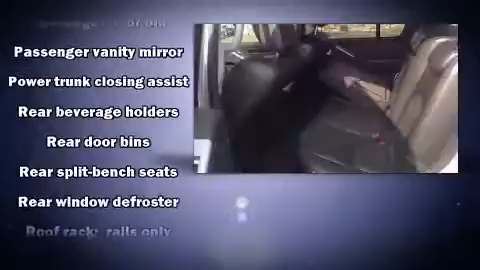 Passenger vanity mirror
Power trunk closing assist
Rear beverage holders
Rear door bins
Rear split-bench seats
Rear window defroster
Roof rack: rails only